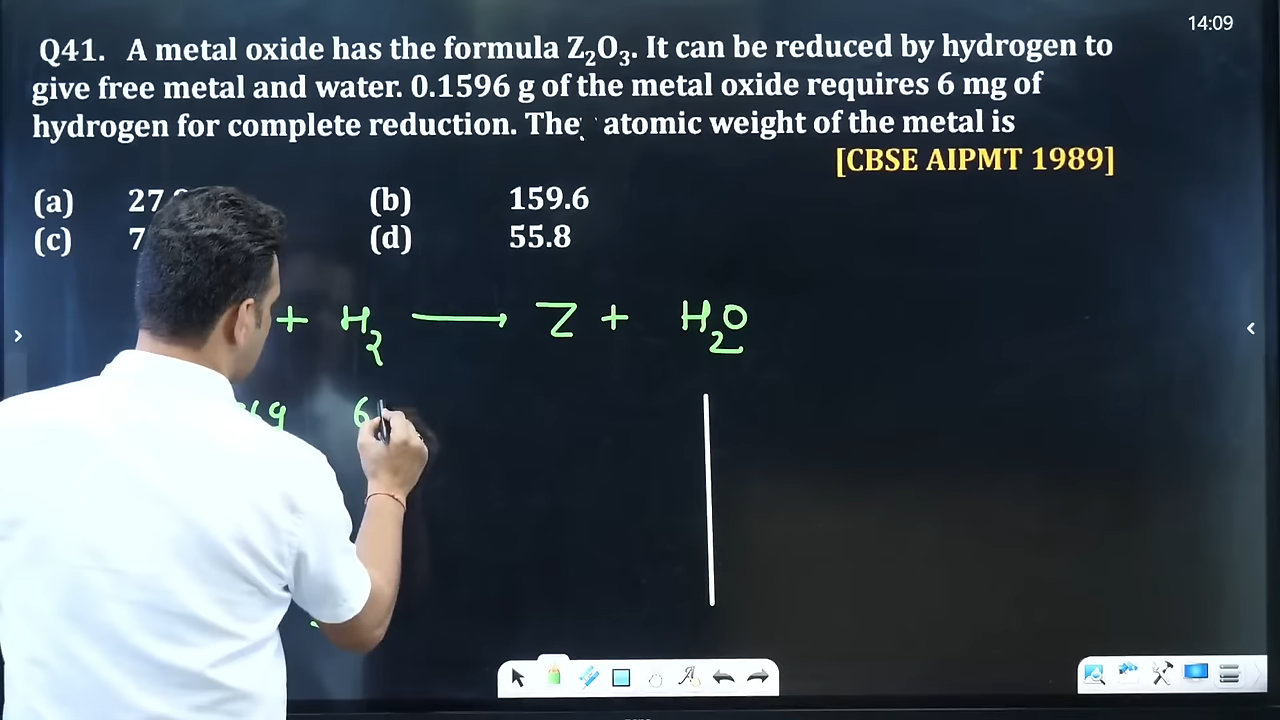 14:09
Q41. A metal oxide has the formula Z₂O₃. It can be reduced by hydrogen to
give free metal and water. 0.1596 g of the metal oxide requires 6 mg of
hydrogen for complete reduction. The atomic weight of the metal is
[CBSE AIPMT 1989]
(a) 27 (b) 159.6
(c) 7 (d) 55.8
+ H₂ ⟶ Z + H₂O
6